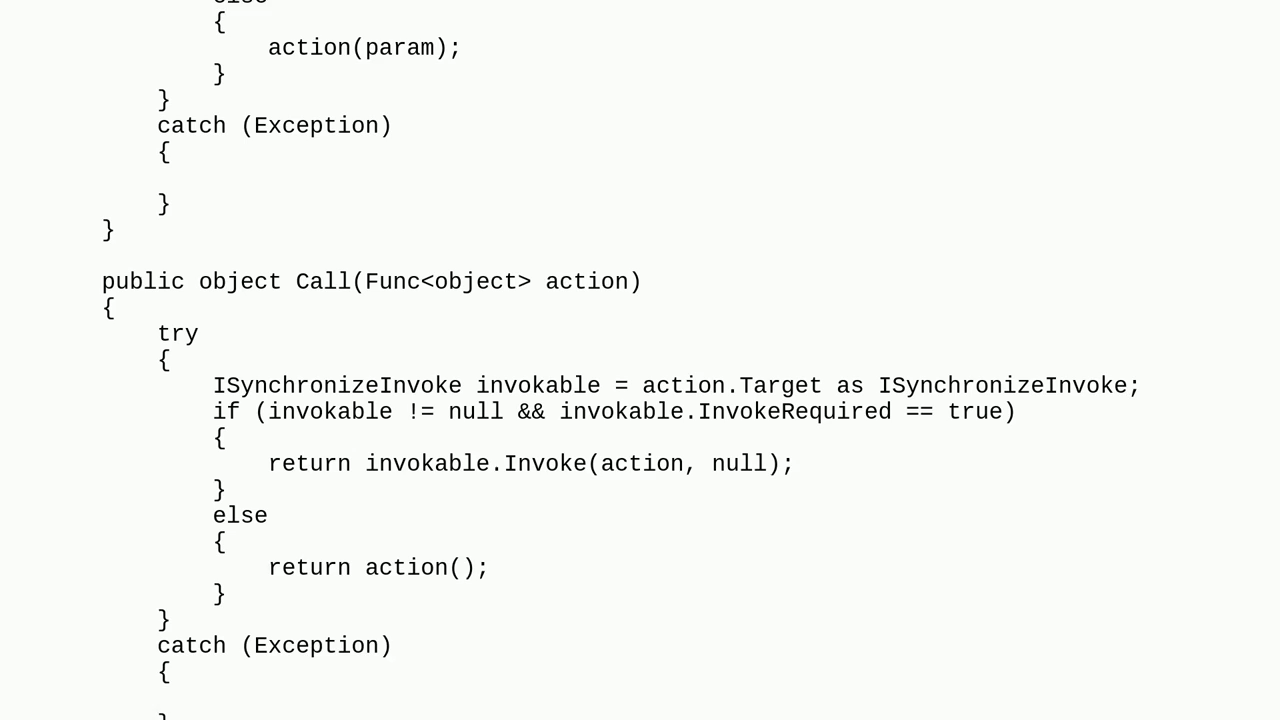 else
{
action(param);
}
}
catch (Exception)
{
}
}
public object Call(Func<object> action)
{
try
{
ISynchronizeInvoke invokable = action.Target as ISynchronizeInvoke;
if (invokable != null && invokable.InvokeRequired == true)
{
return invokable.Invoke(action, null);
}
else
{
return action();
}
}
catch (Exception)
{
}